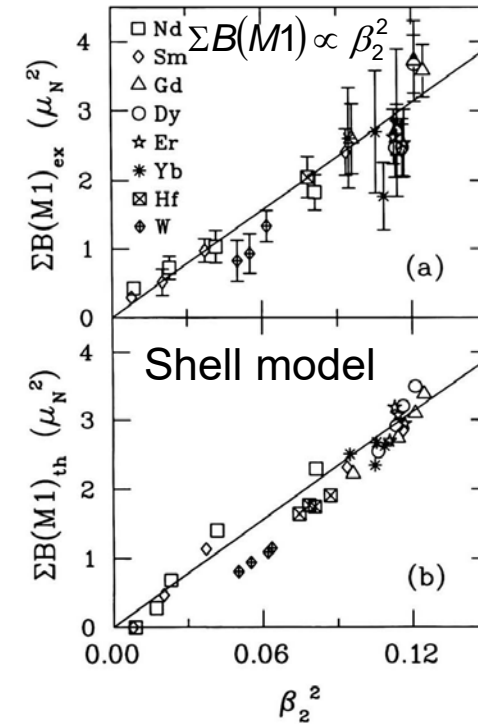 ΣB(M1) ∝ β₂²
Nd
Sm
Gd
Dy
Er
Yb
Hf
W
4
3
2
1
0
ΣB(M1)ex (μN²)
(a)
Shell model
4
3
2
1
0
ΣB(M1)th (μN²)
(b)
0.00
0.06
0.12
β₂²